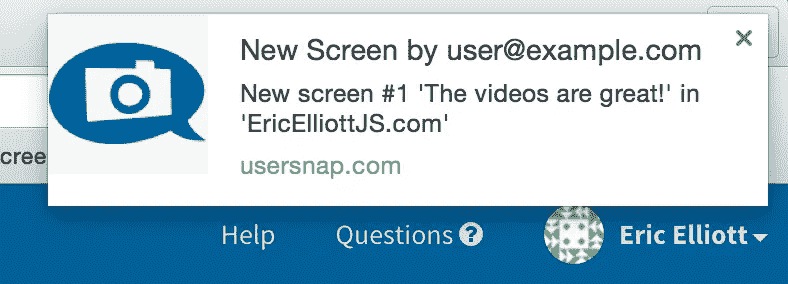 New Screen by user@example.com
New screen #1 'The videos are great!' in
'EricElliottJS.com'
usersnap.com
cree
Help Questions ? Eric Elliott